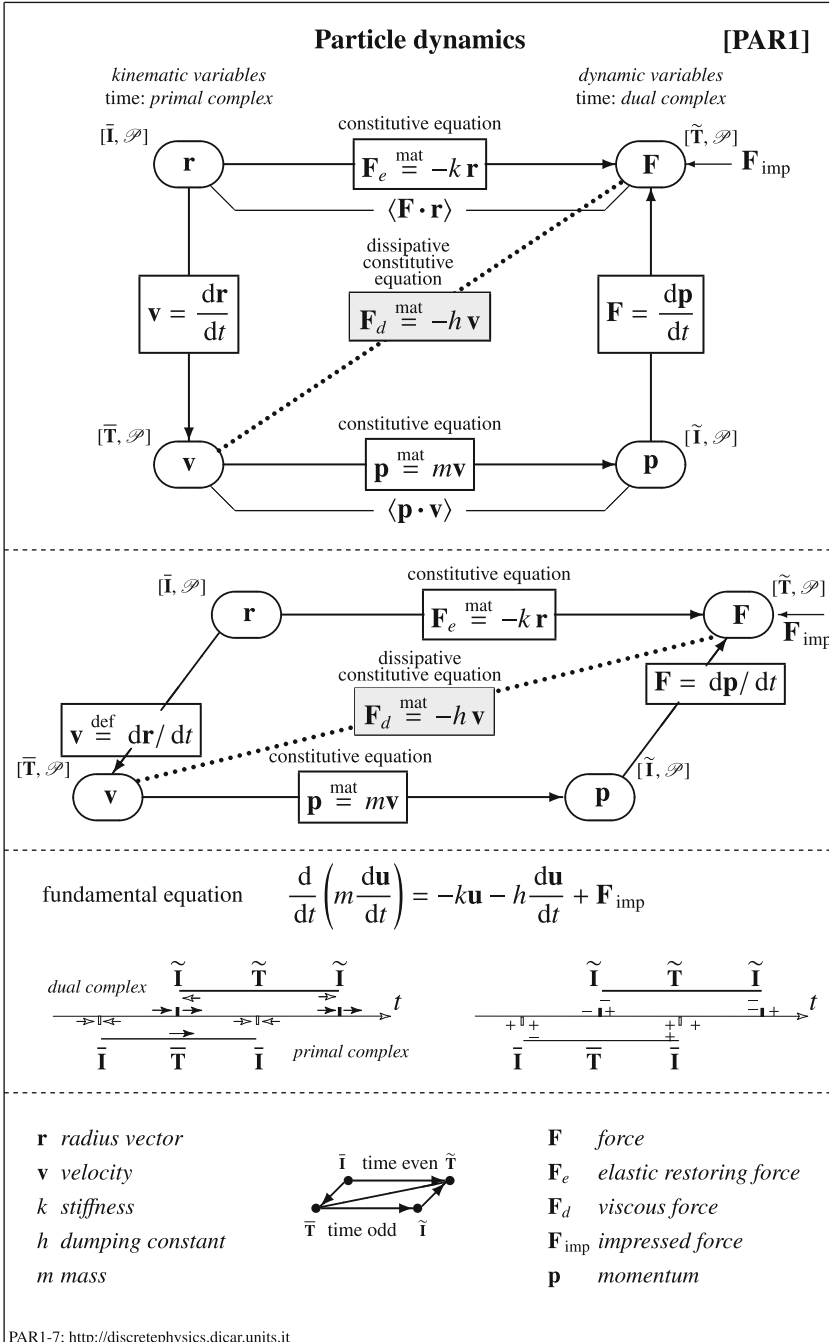 Particle dynamics [PAR1]
kinematic variables
time: primal complex
dynamic variables
time: dual complex
constitutive equation
[Ī, 𝒫] r F_e mat= −k r F [T̃, 𝒫] F_imp
⟨F · r⟩
dissipative
constitutive
equation
v = dr/dt F_d mat= −h v F = dp/dt
constitutive equation
[T̄, 𝒫] v p mat= mv p [Ĩ, 𝒫]
⟨p · v⟩
constitutive equation
[Ī, 𝒫] r F_e mat= −k r F [T̃, 𝒫] F_imp
dissipative
constitutive equation
F = dp/ dt
v def= dr/ dt F_d mat= −h v
constitutive equation
[T̄, 𝒫] v p mat= mv p [Ĩ, 𝒫]
fundamental equation d/dt (m du/dt) = −ku − h du/dt + F_imp
Ĩ T̃ Ĩ Ĩ T̃ Ĩ
dual complex t − − t
− + − +
+ + + +
− +
primal complex
Ī T̄ Ī Ī T̄ Ī
r radius vector
v velocity
k stiffness
h dumping constant
m mass
Ī time even T̃
T̄ time odd Ĩ
F force
F_e elastic restoring force
F_d viscous force
F_imp impressed force
p momentum
PAR1-7: http://discretephysics.dicar.units.it